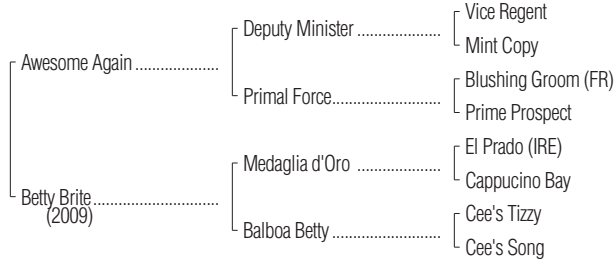 Vice Regent
Deputy Minister ..................
Mint Copy
Awesome Again ..................
Blushing Groom (FR)
Primal Force.......................
Prime Prospect
El Prado (IRE)
Medaglia d'Oro ..................
Cappucino Bay
Betty Brite...........................
(2009)
Cee's Tizzy
Balboa Betty .......................
Cee's Song